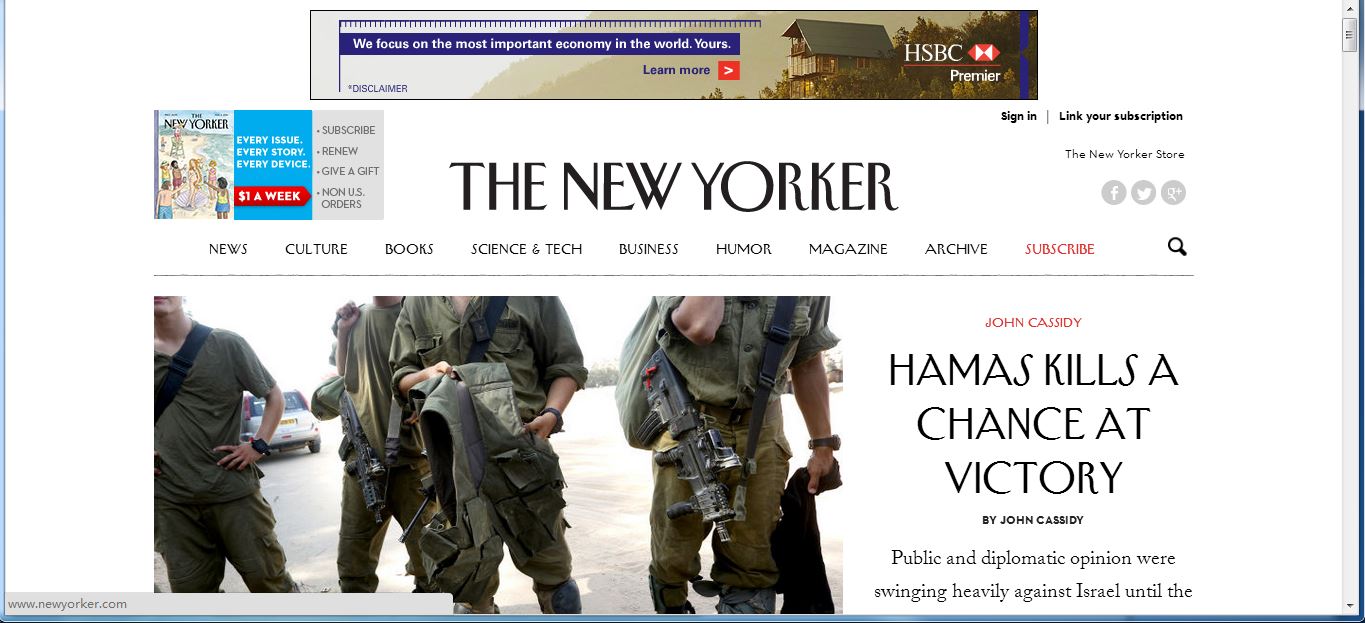 We focus on the most important economy in the world. Yours.
Learn more >
*DISCLAIMER
HSBC
Premier
THE
NEW YORKER
EVERY ISSUE.
EVERY STORY.
EVERY DEVICE.
$1 A WEEK
• SUBSCRIBE
• RENEW
• GIVE A GIFT
• NON U.S.
ORDERS
Sign in | Link your subscription
The New Yorker Store
THE NEW YORKER
NEWS CULTURE BOOKS SCIENCE & TECH BUSINESS HUMOR MAGAZINE ARCHIVE SUBSCRIBE
JOHN CASSIDY
HAMAS KILLS A
CHANCE AT
VICTORY
BY JOHN CASSIDY
Public and diplomatic opinion were
swinging heavily against Israel until the
www.newyorker.com